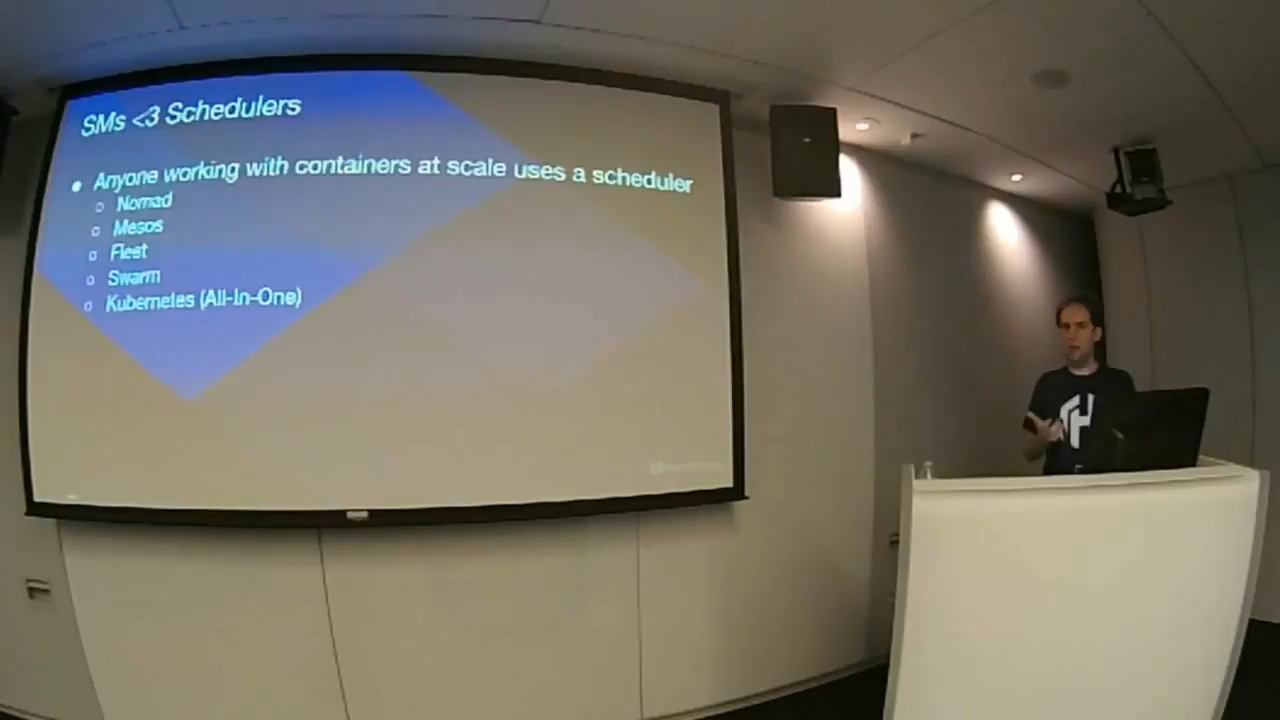 SMs <3 Schedulers
Anyone working with containers at scale uses a scheduler
Nomad
Mesos
Fleet
Swarm
Kubernetes (All-In-One)